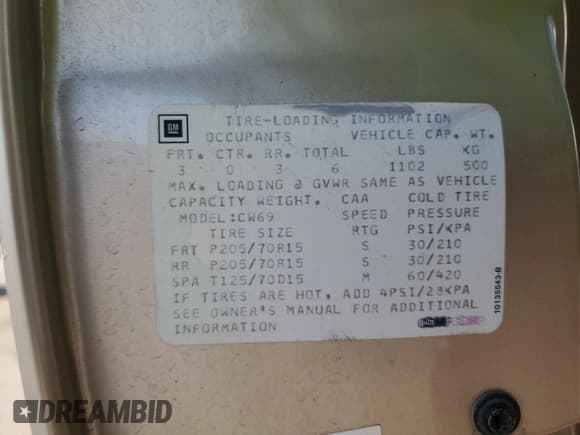 GM
TIRE-LOADING INFORMATION
OCCUPANTS VEHICLE CAP. WT.
FRT. CTR. RR. TOTAL LBS KG
3 0 3 6 1102 500
MAX. LOADING @ GVWR SAME AS VEHICLE
CAPACITY WEIGHT. CAA COLD TIRE
MODEL:CW69 SPEED PRESSURE
TIRE SIZE RTG PSI/KPA
FRT P205/70R15 S 30/210
RR P205/70R15 S 30/210
SPA T125/70D15 M 60/420
IF TIRES ARE HOT, ADD 4PSI/28KPA
SEE OWNER'S MANUAL FOR ADDITIONAL
INFORMATION
10135543-B
DREAMBID